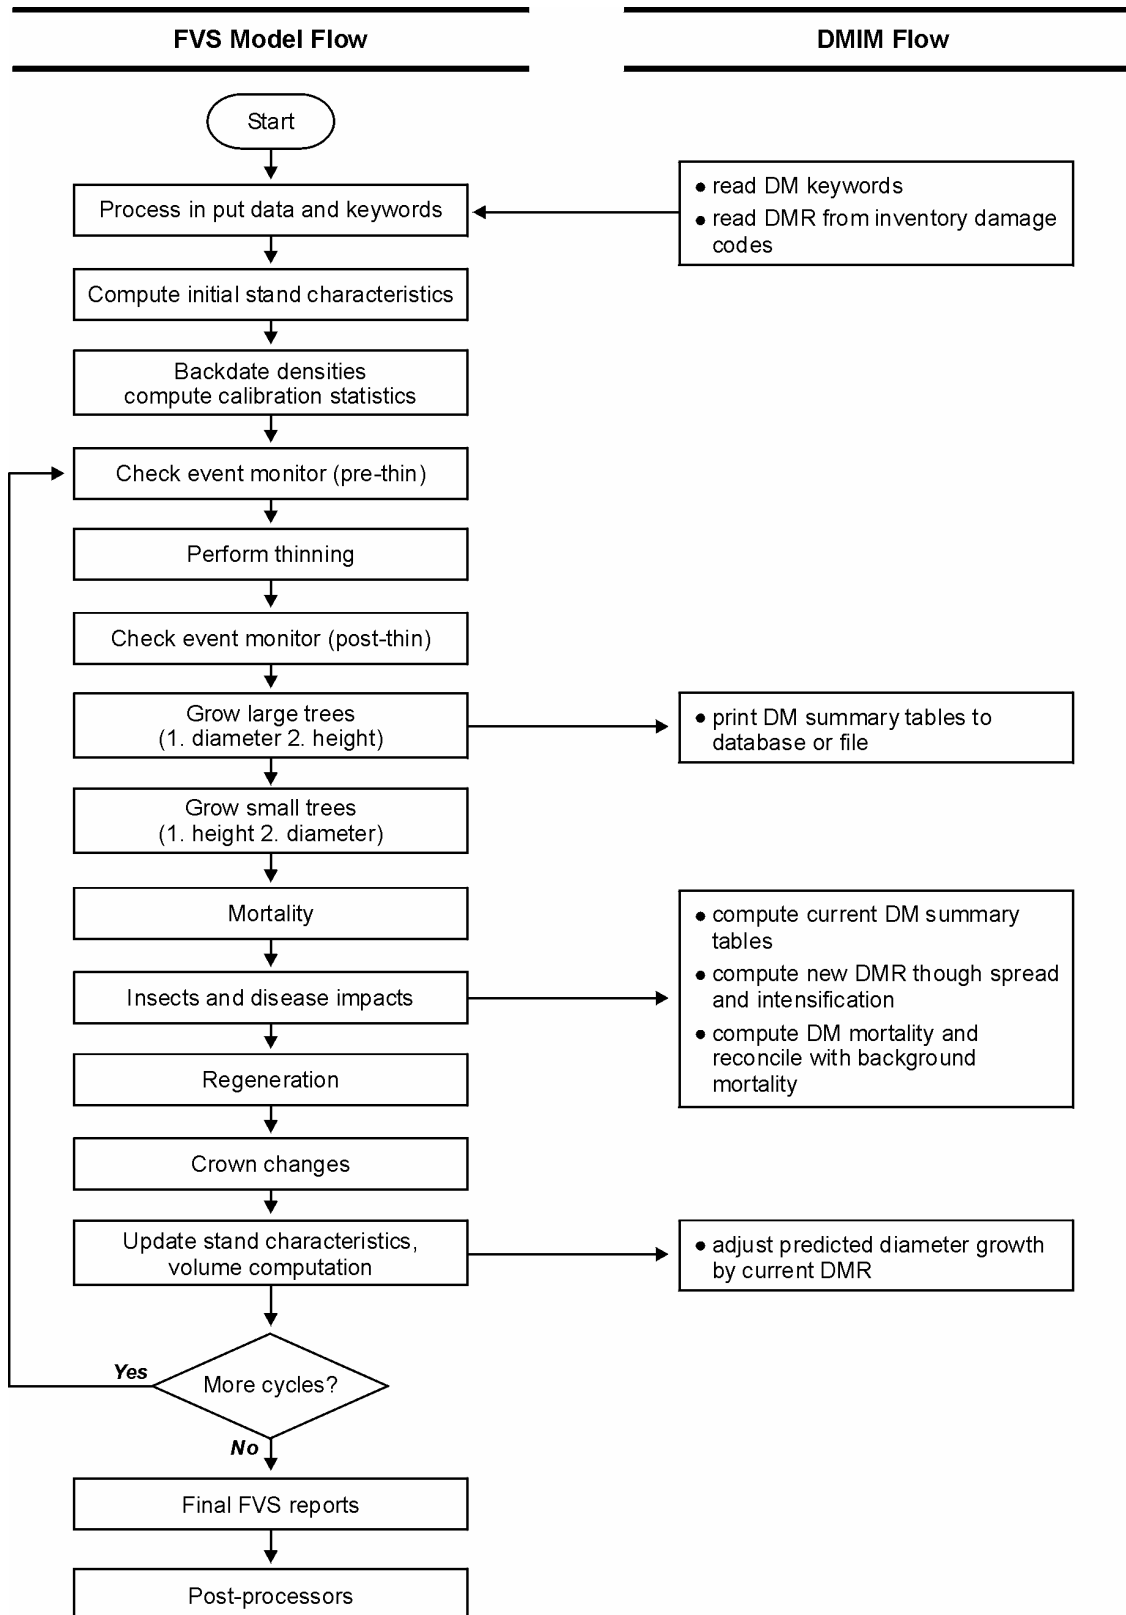 FVS Model Flow
DMIM Flow
Start
Process in put data and keywords
• read DM keywords
• read DMR from inventory damage
codes
Compute initial stand characteristics
Backdate densities
compute calibration statistics
Check event monitor (pre-thin)
Perform thinning
Check event monitor (post-thin)
Grow large trees
(1. diameter 2. height)
• print DM summary tables to
database or file
Grow small trees
(1. height 2. diameter)
Mortality
Insects and disease impacts
• compute current DM summary
tables
• compute new DMR though spread
and intensification
• compute DM mortality and
reconcile with background
mortality
Regeneration
Crown changes
Update stand characteristics,
volume computation
• adjust predicted diameter growth
by current DMR
Yes
More cycles?
No
Final FVS reports
Post-processors